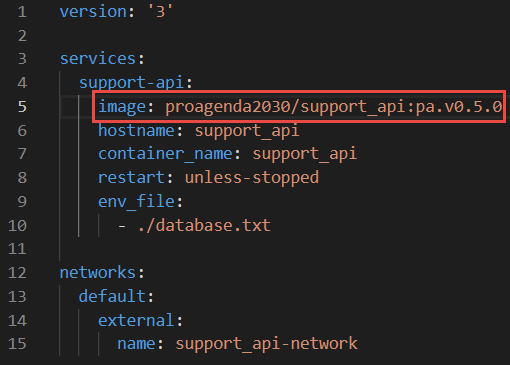 1 version: '3'
2
3 services:
4 support-api:
5 image: proagenda2030/support_api:pa.v0.5.0
6 hostname: support_api
7 container_name: support_api
8 restart: unless-stopped
9 env_file:
10 - ./database.txt
11
12 networks:
13 default:
14 external:
15 name: support_api-network